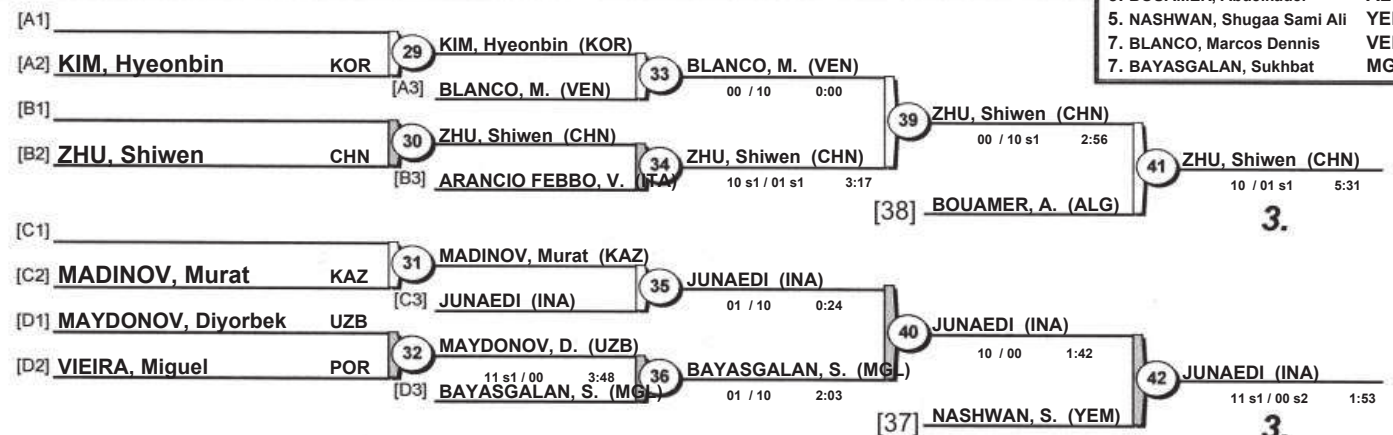 5. NASHWAN, Shugaa Sami Ali
7. BLANCO, Marcos Dennis
7. BAYASGALAN, Sukhbat
[A1]
[A2] KIM, Hyeonbin KOR
29 KIM, Hyeonbin (KOR)
[A3] BLANCO, M. (VEN)
33 BLANCO, M. (VEN)
00 / 10 0:00
[B1]
[B2] ZHU, Shiwen CHN
30 ZHU, Shiwen (CHN)
[B3] ARANCIO FEBBO, V. (ITA)
34 ZHU, Shiwen (CHN)
10 s1 / 01 s1 3:17
39 ZHU, Shiwen (CHN)
00 / 10 s1 2:56
[38] BOUAMER, A. (ALG)
41 ZHU, Shiwen (CHN)
10 / 01 s1 5:31
3.
[C1]
[C2] MADINOV, Murat KAZ
31 MADINOV, Murat (KAZ)
[C3] JUNAEDI (INA)
35 JUNAEDI (INA)
01 / 10 0:24
[D1] MAYDONOV, Diyorbek UZB
[D2] VIEIRA, Miguel POR
32 MAYDONOV, D. (UZB)
11 s1 / 00 3:48
[D3] BAYASGALAN, S. (MGL)
36 BAYASGALAN, S. (MGL)
01 / 10 2:03
40 JUNAEDI (INA)
10 / 00 1:42
[37] NASHWAN, S. (YEM)
42 JUNAEDI (INA)
11 s1 / 00 s2 1:53
3.